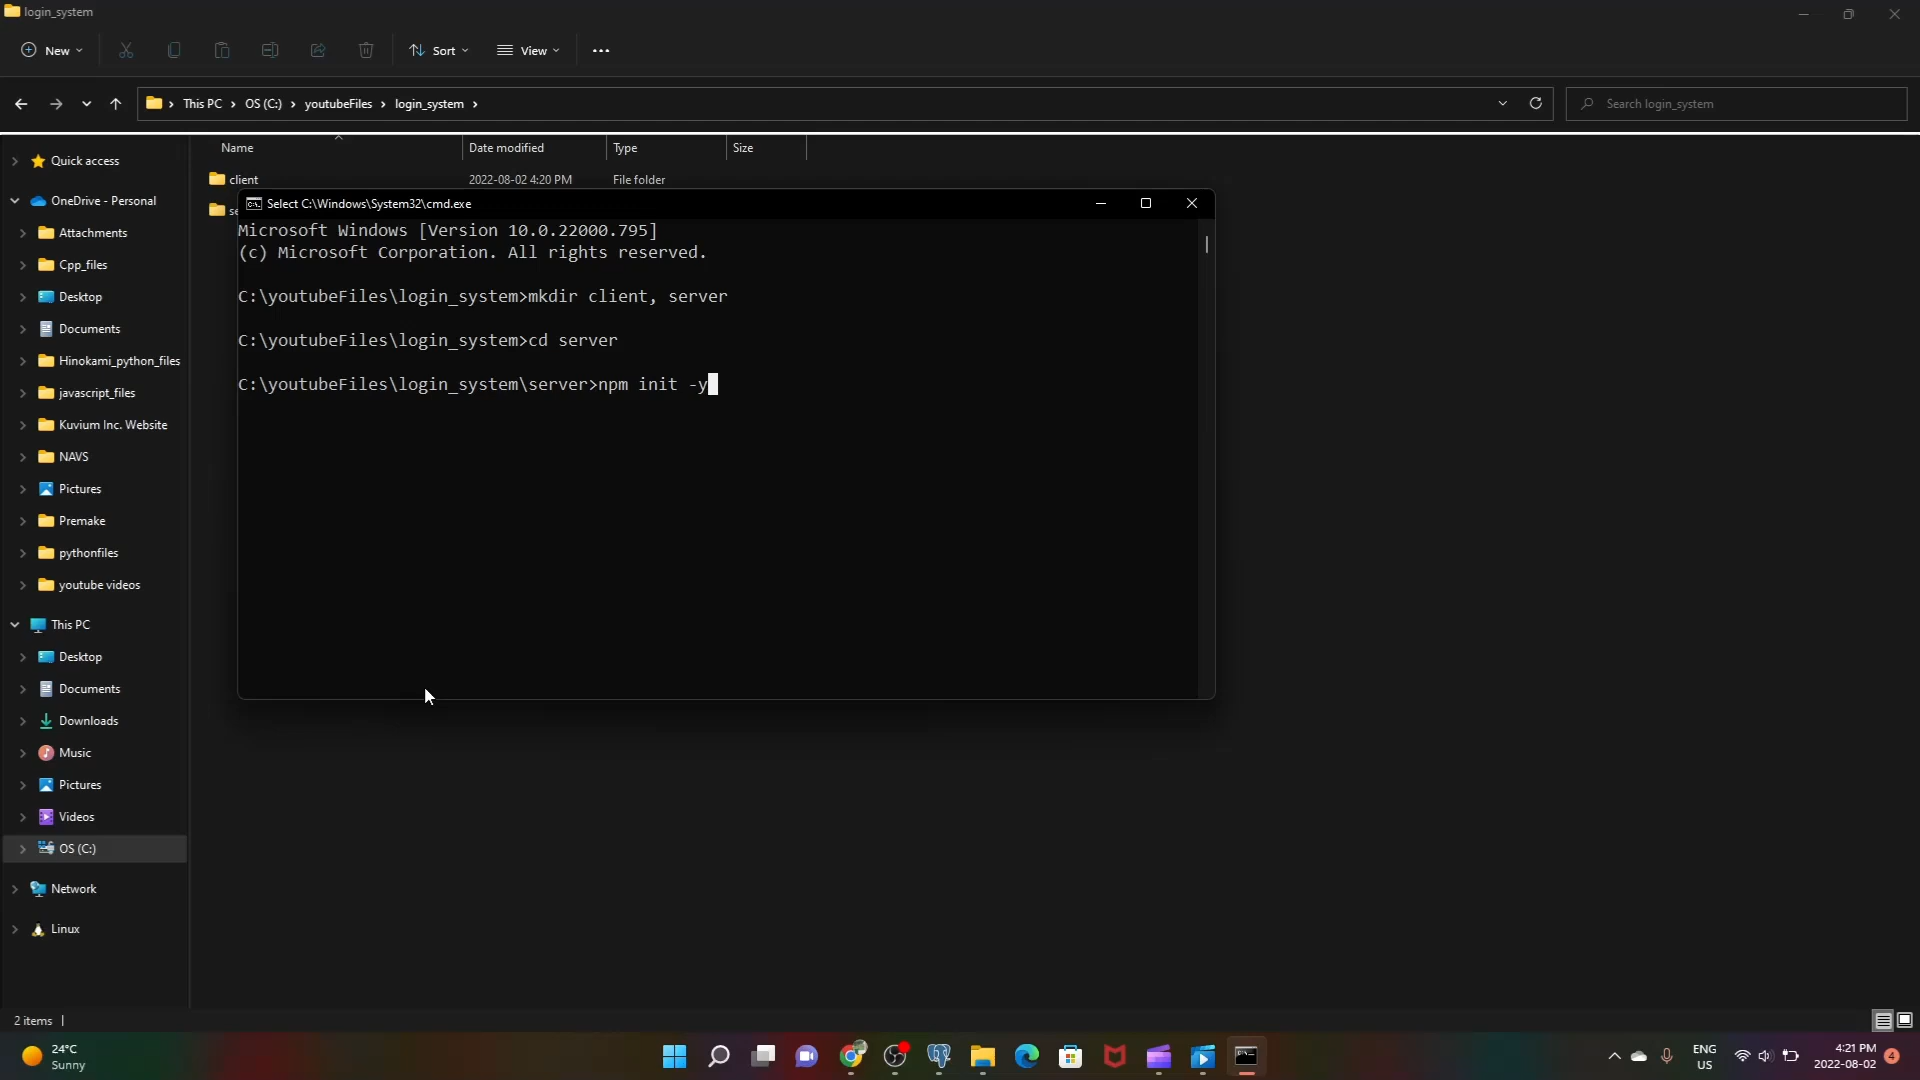 login_system
New
Sort
View
This PC
OS (C:)
youtubeFiles
login_system
Search login_system
Name
Date modified
Type
Size
client
2022-08-02 4:20 PM
File folder
se
Quick access
OneDrive - Personal
Attachments
Cpp_files
Desktop
Documents
Hinokami_python_files
javascript_files
Kuvium Inc. Website
NAVS
Pictures
Premake
pythonfiles
youtube videos
This PC
Desktop
Documents
Downloads
Music
Pictures
Videos
OS (C:)
Network
Linux
Select C:\Windows\System32\cmd.exe
Microsoft Windows [Version 10.0.22000.795]
(c) Microsoft Corporation. All rights reserved.
C:\youtubeFiles\login_system>mkdir client, server
C:\youtubeFiles\login_system>cd server
C:\youtubeFiles\login_system\server>npm init -y
2 items
24°C
Sunny
ENG
US
4:21 PM
2022-08-02
4